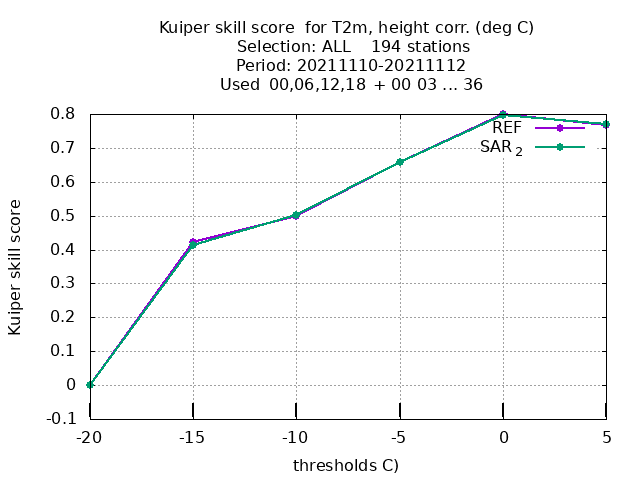 Kuiper skill score  for T2m, height corr. (deg C)
Selection: ALL    194 stations
Period: 20211110-20211112
Used  00,06,12,18  + 00 03 ... 36
REF
SAR 2
0.8
0.7
0.6
0.5
0.4
0.3
0.2
0.1
0
-0.1
Kuiper skill score
-20 -15 -10 -5 0 5
thresholds C)